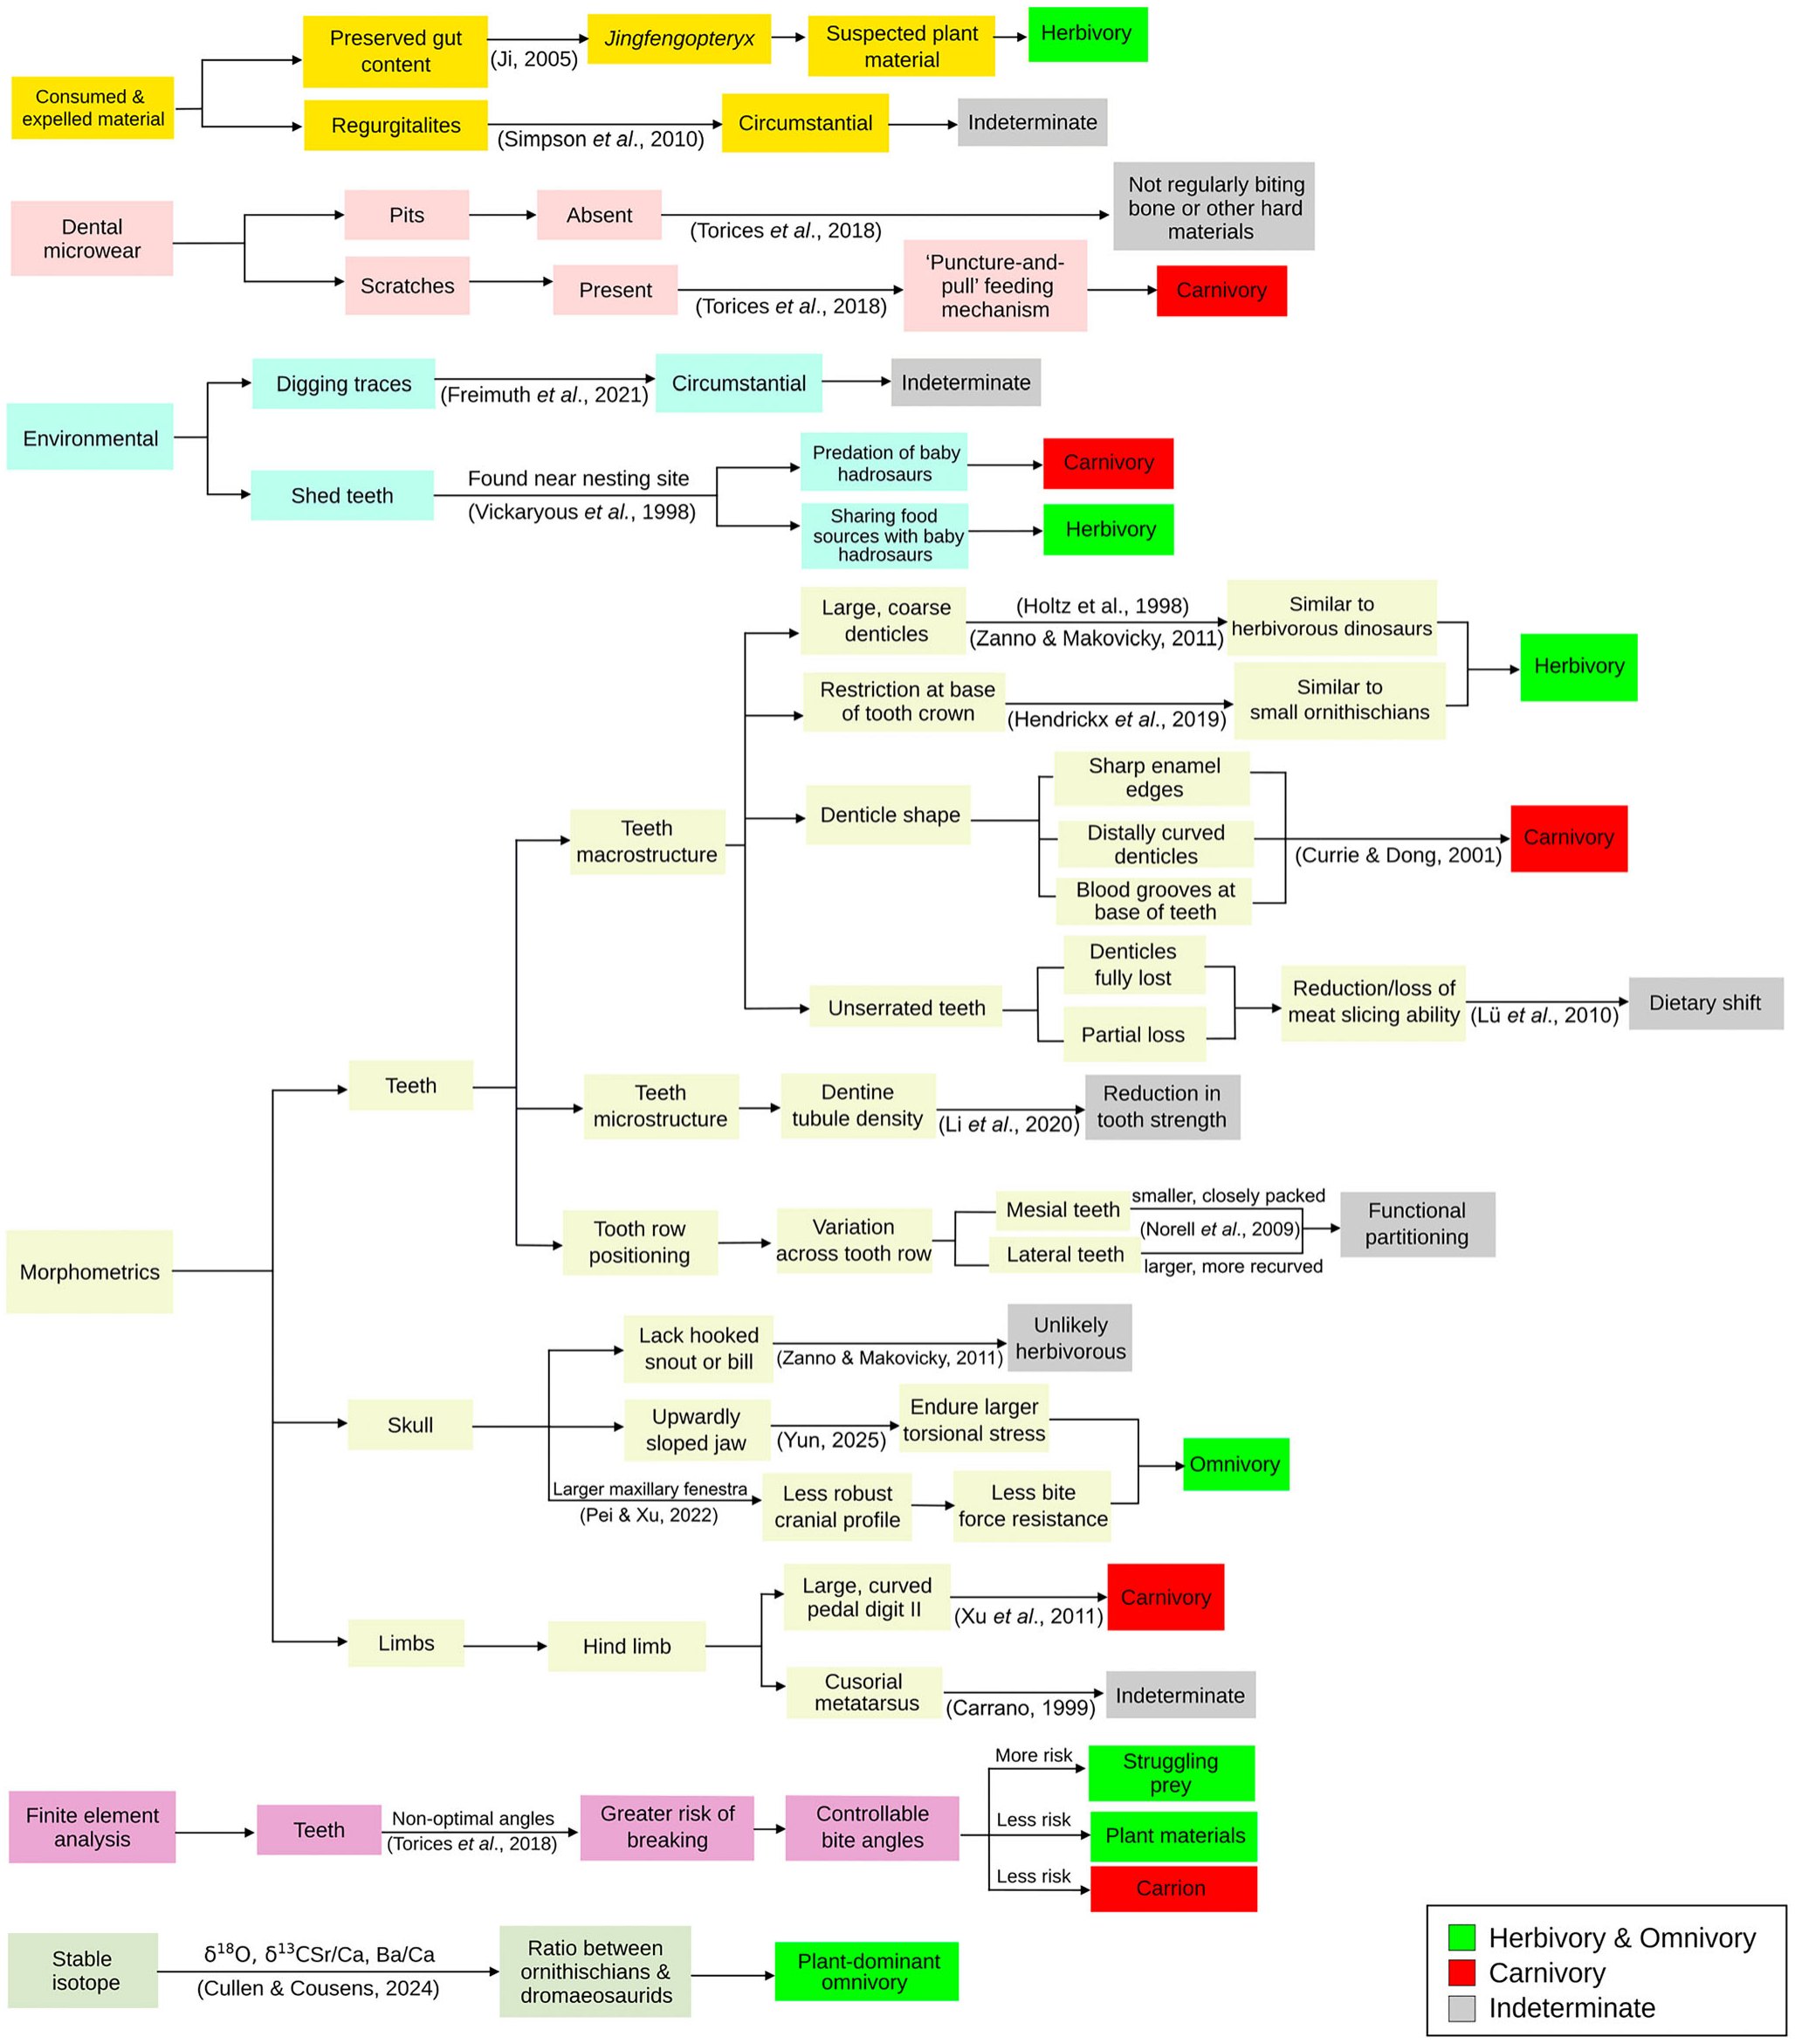 Preserved gut
content
(Ji, 2005)
Jingfengopteryx
Suspected plant
material
Herbivory
Consumed &
expelled material
Regurgitalites
(Simpson et al., 2010)
Circumstantial
Indeterminate
Dental
microwear
Pits
Absent
(Torices et al., 2018)
Not regularly biting
bone or other hard
materials
Scratches
Present
(Torices et al., 2018)
‘Puncture-and-
pull’ feeding
mechanism
Carnivory
Environmental
Digging traces
(Freimuth et al., 2021)
Circumstantial
Indeterminate
Shed teeth
Found near nesting site
(Vickaryous et al., 1998)
Predation of baby
hadrosaurs
Carnivory
Sharing food
sources with baby
hadrosaurs
Herbivory
Morphometrics
Teeth
Teeth
macrostructure
Large, coarse
denticles
(Holtz et al., 1998)
(Zanno & Makovicky, 2011)
Similar to
herbivorous dinosaurs
Restriction at base
of tooth crown
(Hendrickx et al., 2019)
Similar to
small ornithischians
Herbivory
Denticle shape
Sharp enamel
edges
Distally curved
denticles
Blood grooves at
base of teeth
(Currie & Dong, 2001)
Carnivory
Unserrated teeth
Denticles
fully lost
Partial loss
Reduction/loss of
meat slicing ability
(Lü et al., 2010)
Dietary shift
Teeth
microstructure
Dentine
tubule density
(Li et al., 2020)
Reduction in
tooth strength
Tooth row
positioning
Variation
across tooth row
Mesial teeth
smaller, closely packed
(Norell et al., 2009)
Lateral teeth
larger, more recurved
Functional
partitioning
Skull
Lack hooked
snout or bill
(Zanno & Makovicky, 2011)
Unlikely
herbivorous
Upwardly
sloped jaw
(Yun, 2025)
Endure larger
torsional stress
Larger maxillary fenestra
(Pei & Xu, 2022)
Less robust
cranial profile
Less bite
force resistance
Omnivory
Limbs
Hind limb
Large, curved
pedal digit II
(Xu et al., 2011)
Carnivory
Cusorial
metatarsus
(Carrano, 1999)
Indeterminate
Finite element
analysis
Teeth
Non-optimal angles
(Torices et al., 2018)
Greater risk of
breaking
Controllable
bite angles
More risk
Struggling
prey
Less risk
Plant materials
Less risk
Carrion
Stable
isotope
δ¹⁸O, δ¹³CSr/Ca, Ba/Ca
(Cullen & Cousens, 2024)
Ratio between
ornithischians &
dromaeosaurids
Plant-dominant
omnivory
Herbivory & Omnivory
Carnivory
Indeterminate